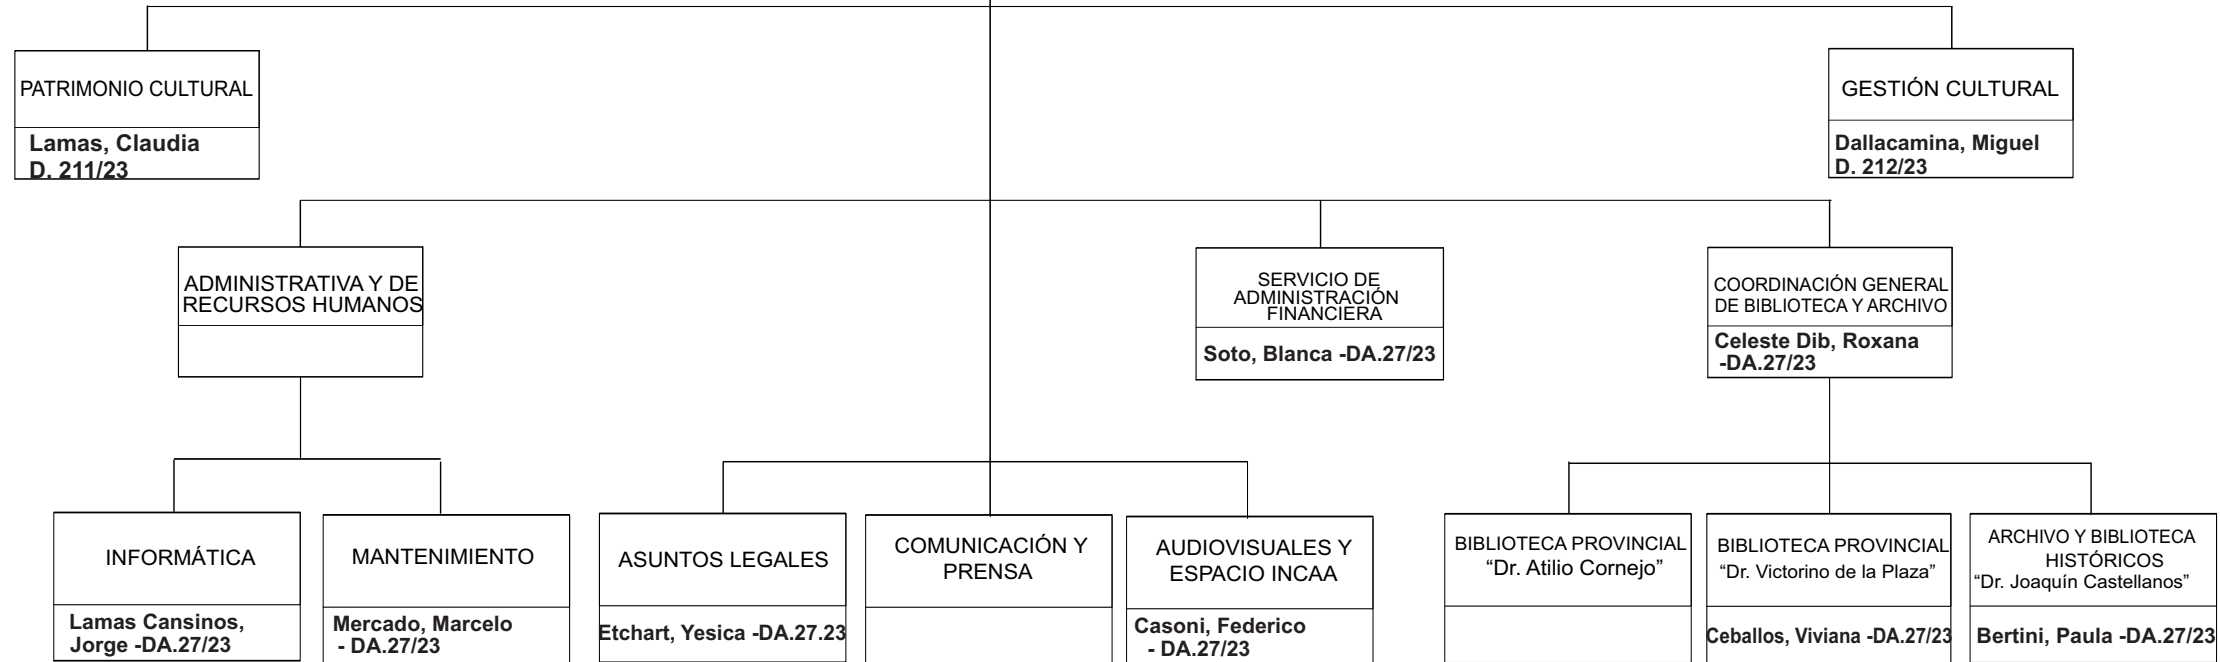 PATRIMONIO CULTURAL
Lamas, Claudia
D. 211/23
GESTIÓN CULTURAL
Dallacamina, Miguel
D. 212/23
ADMINISTRATIVA Y DE
RECURSOS HUMANOS
SERVICIO DE
ADMINISTRACIÓN
FINANCIERA
Soto, Blanca -DA.27/23
COORDINACIÓN GENERAL
DE BIBLIOTECA Y ARCHIVO
Celeste Dib, Roxana
-DA.27/23
INFORMÁTICA
Lamas Cansinos,
Jorge -DA.27/23
MANTENIMIENTO
Mercado, Marcelo
- DA.27/23
ASUNTOS LEGALES
Etchart, Yesica -DA.27.23
COMUNICACIÓN Y
PRENSA
AUDIOVISUALES Y
ESPACIO INCAA
Casoni, Federico
- DA.27/23
BIBLIOTECA PROVINCIAL
“Dr. Atilio Cornejo”
BIBLIOTECA PROVINCIAL
“Dr. Victorino de la Plaza”
Ceballos, Viviana -DA.27/23
ARCHIVO Y BIBLIOTECA
HISTÓRICOS
“Dr. Joaquín Castellanos”
Bertini, Paula -DA.27/23